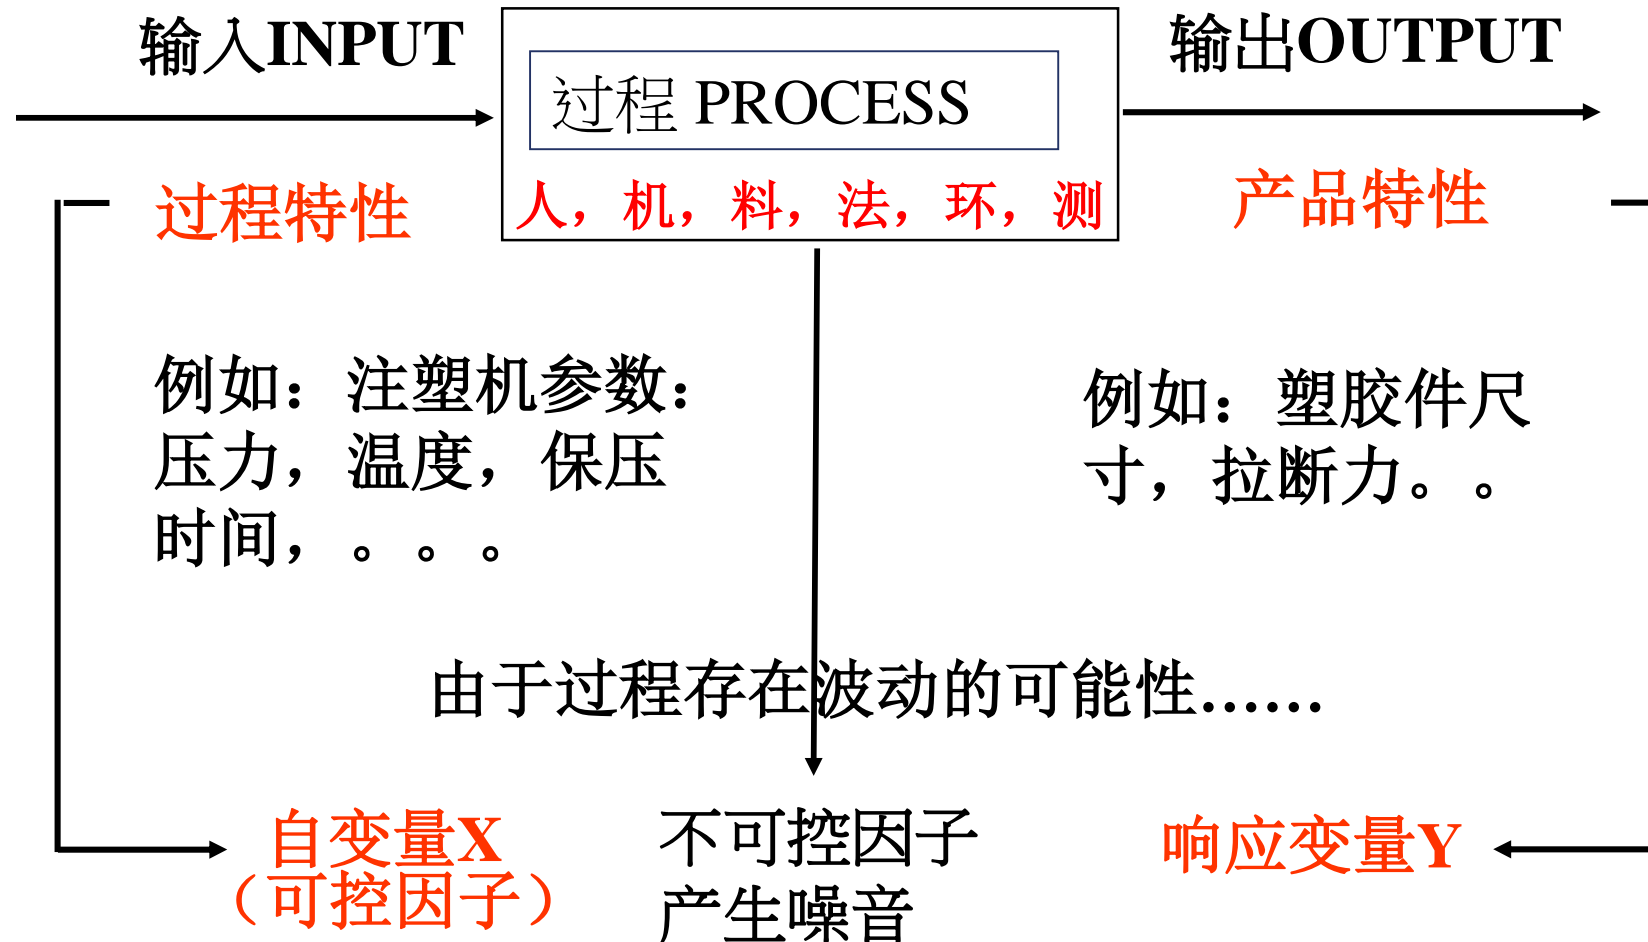 输入INPUT
过程 PROCESS
输出OUTPUT
过程特性
人，机，料，法，环，测
产品特性
例如：注塑机参数：
压力，温度，保压
时间，。。。
例如：塑胶件尺
寸，拉断力。。
由于过程存在波动的可能性……
自变量X
（可控因子）
不可控因子
产生噪音
响应变量Y